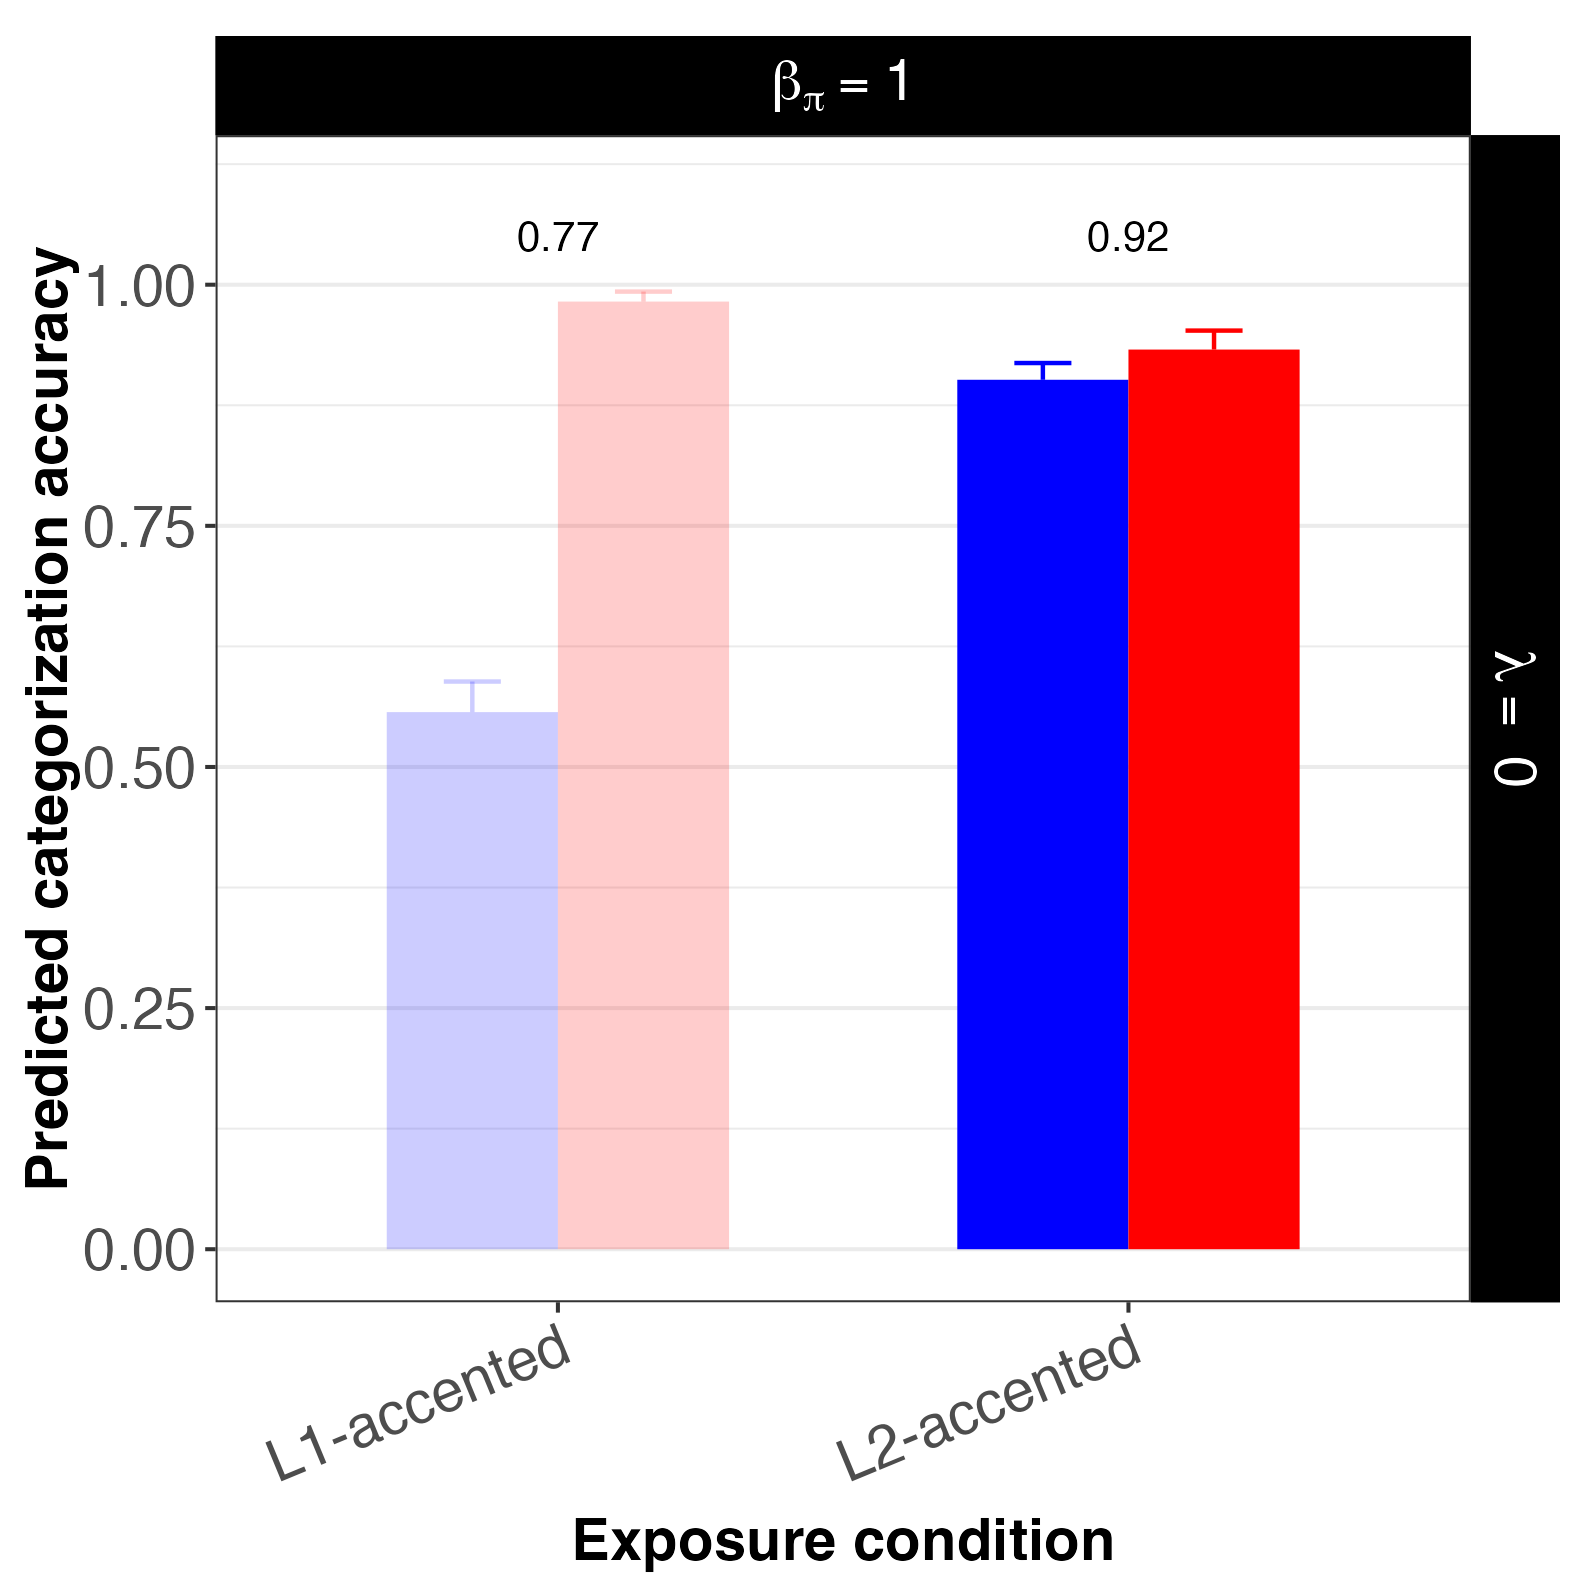 βπ = 1
0.77
0.92
1.00
0.75
0.50
0.25
0.00
Predicted categorization accuracy
λ = 0
L1-accented
L2-accented
Exposure condition